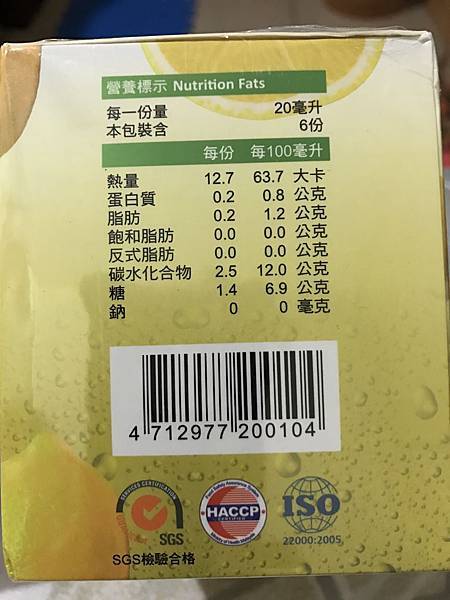 營養標示 Nutrition Fats
每一份量 20毫升
本包裝含 6份
每份 每100毫升
熱量 12.7 63.7 大卡
蛋白質 0.2 0.8 公克
脂肪 0.2 1.2 公克
飽和脂肪 0.0 0.0 公克
反式脂肪 0.0 0.0 公克
碳水化合物 2.5 12.0 公克
糖 1.4 6.9 公克
鈉 0 0 毫克
4 712977 200104
SERVICES CERTIFICATION
SGS
SGS檢驗合格
HACCP
CERTIFIED
ISO
22000:2005